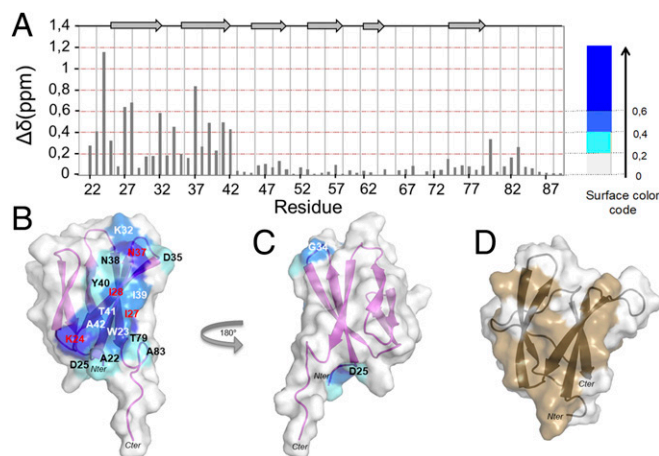 A
1,4
1,2
1
0,8
0,6
0,4
0,2
0
Δδ(ppm)
22 27 32 37 42 47 52 57 62 67 72 77 82 87
Residue
0,6
0,4
0,2
0
Surface color
code
B
K32
N38
D35
Y40
I28
I39
T41
I27
A42
W23
K24
T79
A83
D25
A22
Nter
Cter
180°
C
G34
Nter
D25
Cter
D
Cter
Nter